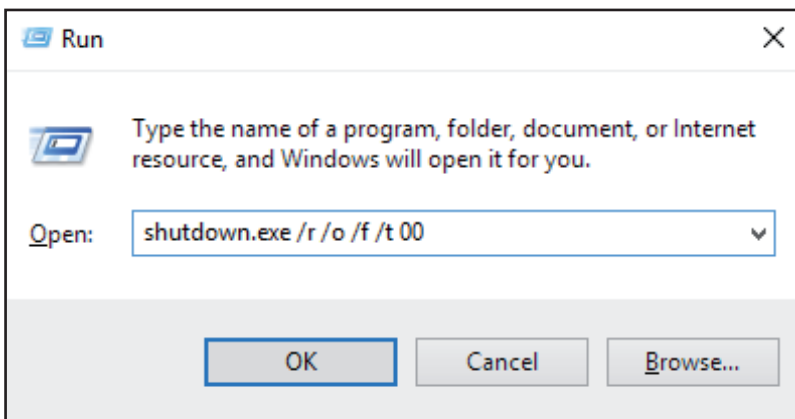 Run
Type the name of a program, folder, document, or Internet
resource, and Windows will open it for you.
Open: shutdown.exe /r /o /f /t 00
OK Cancel Browse...